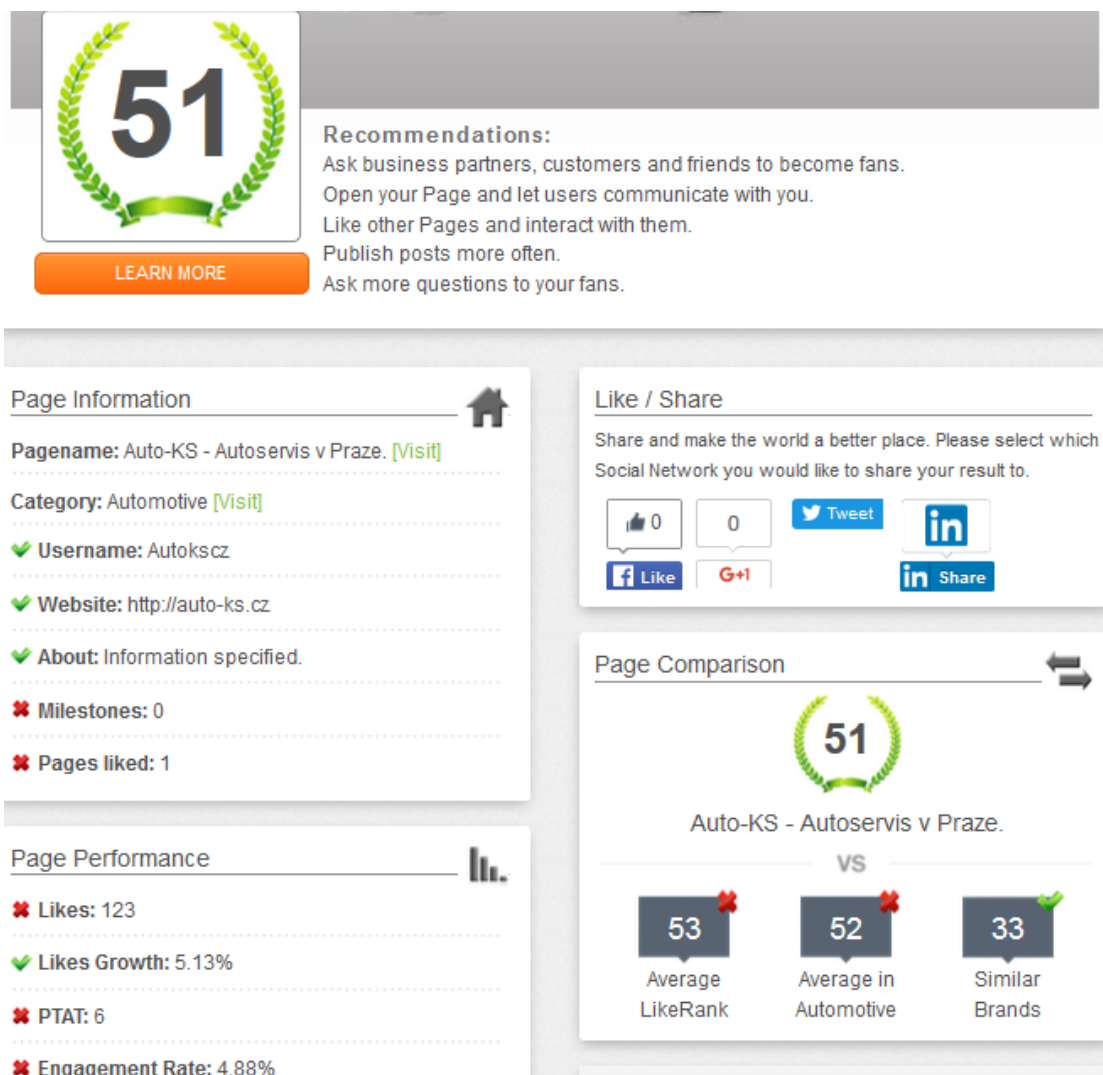 51
Recommendations:
Ask business partners, customers and friends to become fans.
Open your Page and let users communicate with you.
Like other Pages and interact with them.
Publish posts more often.
Ask more questions to your fans.
LEARN MORE
Page Information
Pagename: Auto-KS - Autoservis v Praze. [Visit]
Category: Automotive [Visit]
Username: Autokscz
Website: http://auto-ks.cz
About: Information specified.
Milestones: 0
Pages liked: 1
Page Performance
Likes: 123
Likes Growth: 5.13%
PTAT: 6
Engagement Rate: 4.88%
Like / Share
Share and make the world a better place. Please select which
Social Network you would like to share your result to.
0
0
Tweet
in
Like
G+1
in Share
Page Comparison
51
Auto-KS - Autoservis v Praze.
VS
53
52
33
Average
LikeRank
Average in
Automotive
Similar
Brands